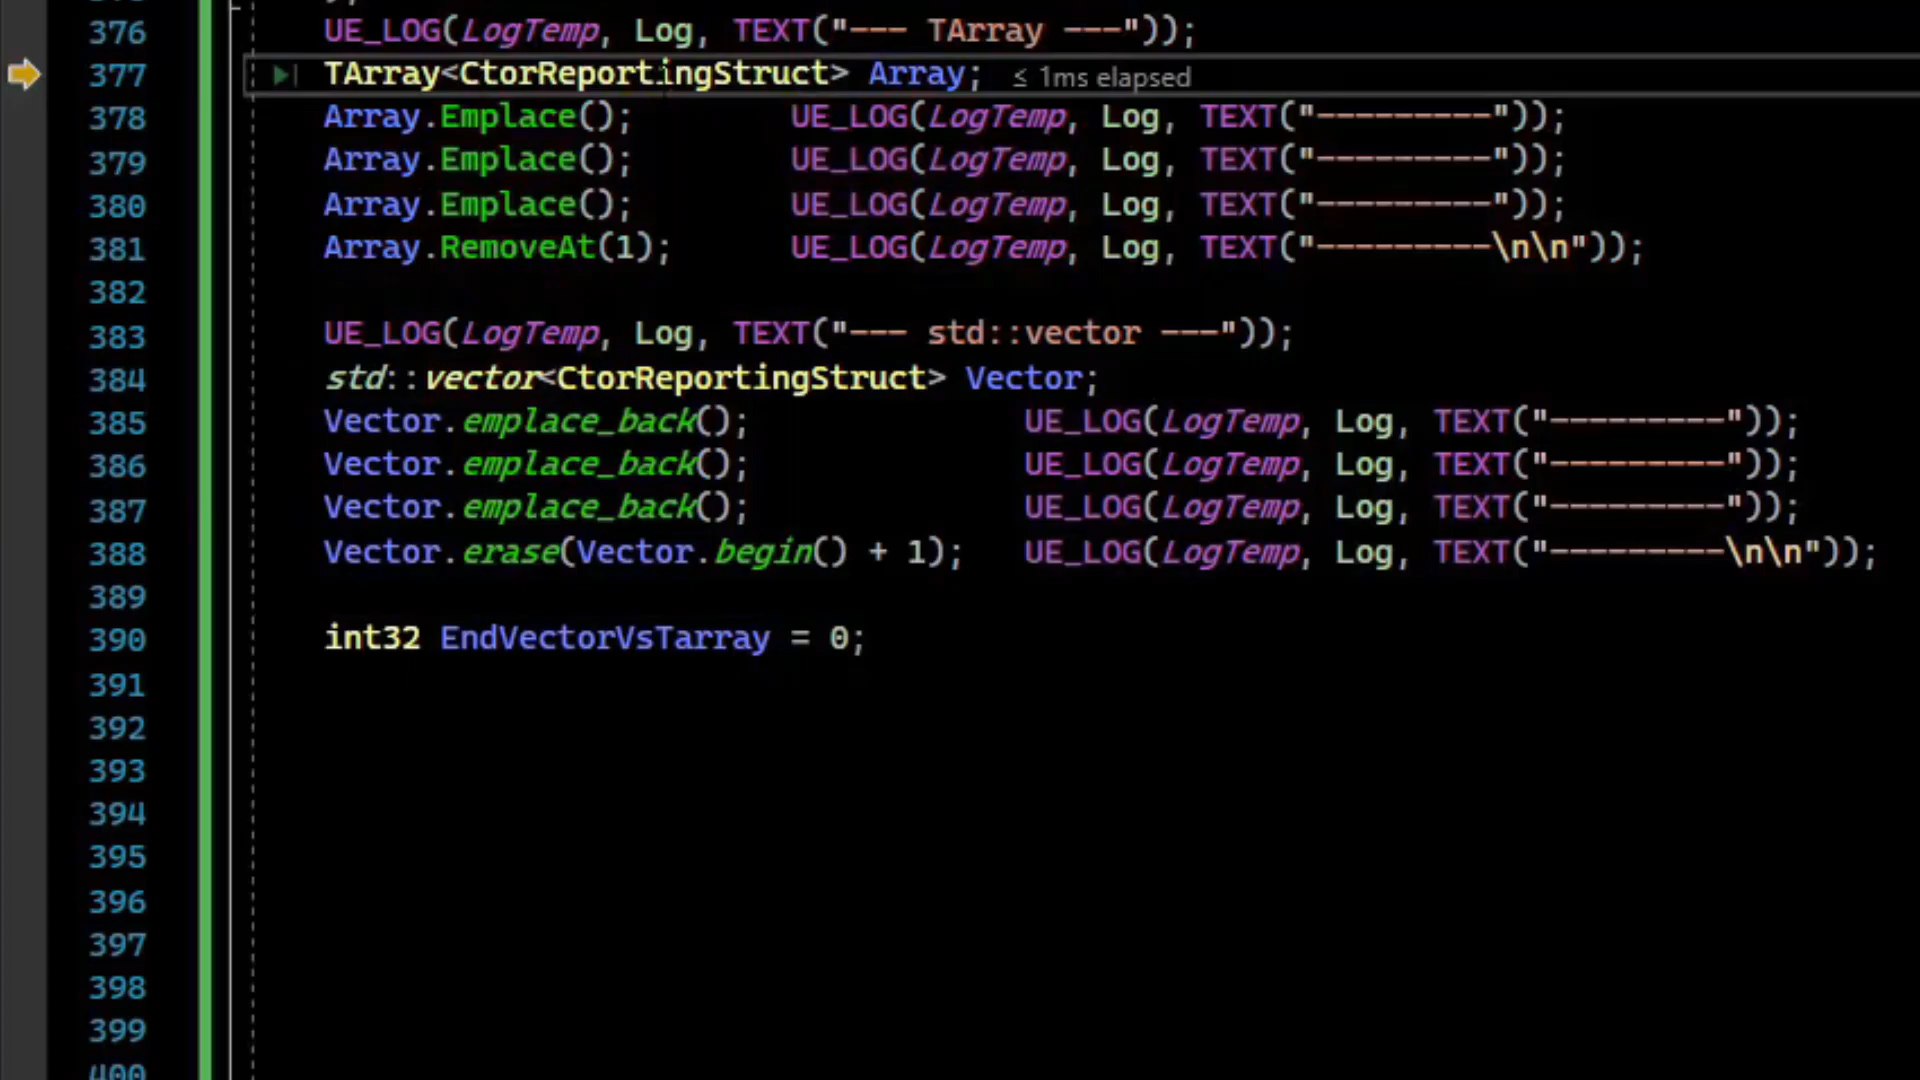 376 UE_LOG(LogTemp, Log, TEXT("--- TArray ---"));
377 TArray<CtorReportingStruct> Array; ≤ 1ms elapsed
378 Array.Emplace(); UE_LOG(LogTemp, Log, TEXT("---------"));
379 Array.Emplace(); UE_LOG(LogTemp, Log, TEXT("---------"));
380 Array.Emplace(); UE_LOG(LogTemp, Log, TEXT("---------"));
381 Array.RemoveAt(1); UE_LOG(LogTemp, Log, TEXT("---------\n\n"));
382
383 UE_LOG(LogTemp, Log, TEXT("--- std::vector ---"));
384 std::vector<CtorReportingStruct> Vector;
385 Vector.emplace_back(); UE_LOG(LogTemp, Log, TEXT("---------"));
386 Vector.emplace_back(); UE_LOG(LogTemp, Log, TEXT("---------"));
387 Vector.emplace_back(); UE_LOG(LogTemp, Log, TEXT("---------"));
388 Vector.erase(Vector.begin() + 1); UE_LOG(LogTemp, Log, TEXT("---------\n\n"));
389
390 int32 EndVectorVsTarray = 0;
391
392
393
394
395
396
397
398
399
400